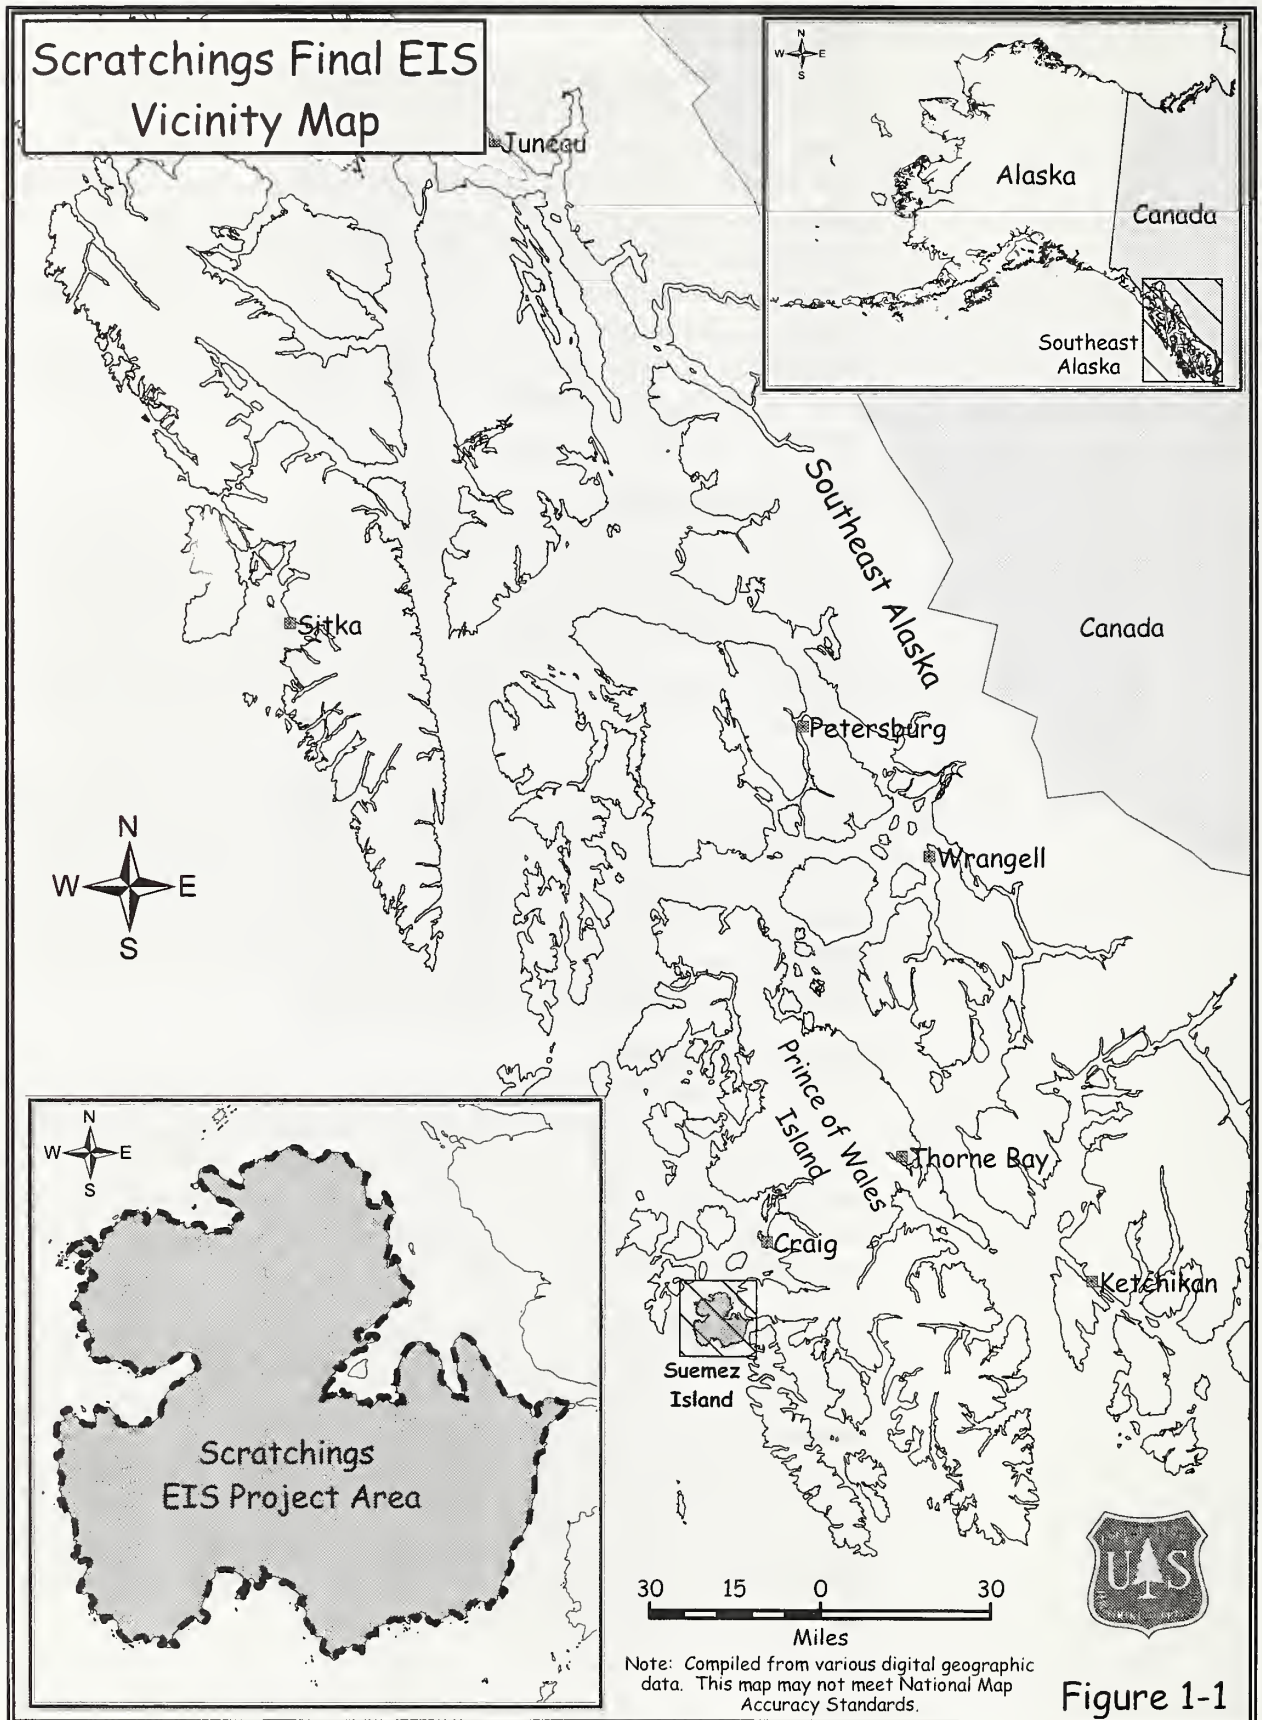 Scratchings Final EIS
Vicinity Map
Juneau
N
W E
S
Alaska
Canada
Southeast
Alaska
Southeast Alaska
Canada
Sitka
Petersburg
N
W E
S
Wrangell
Prince of Wales
Island
Thorne Bay
Craig
Ketchikan
Suemez
Island
N
W E
S
Scratchings
EIS Project Area
30 15 0 30
Miles
Note: Compiled from various digital geographic
data. This map may not meet National Map
Accuracy Standards.
U S
Figure 1-1